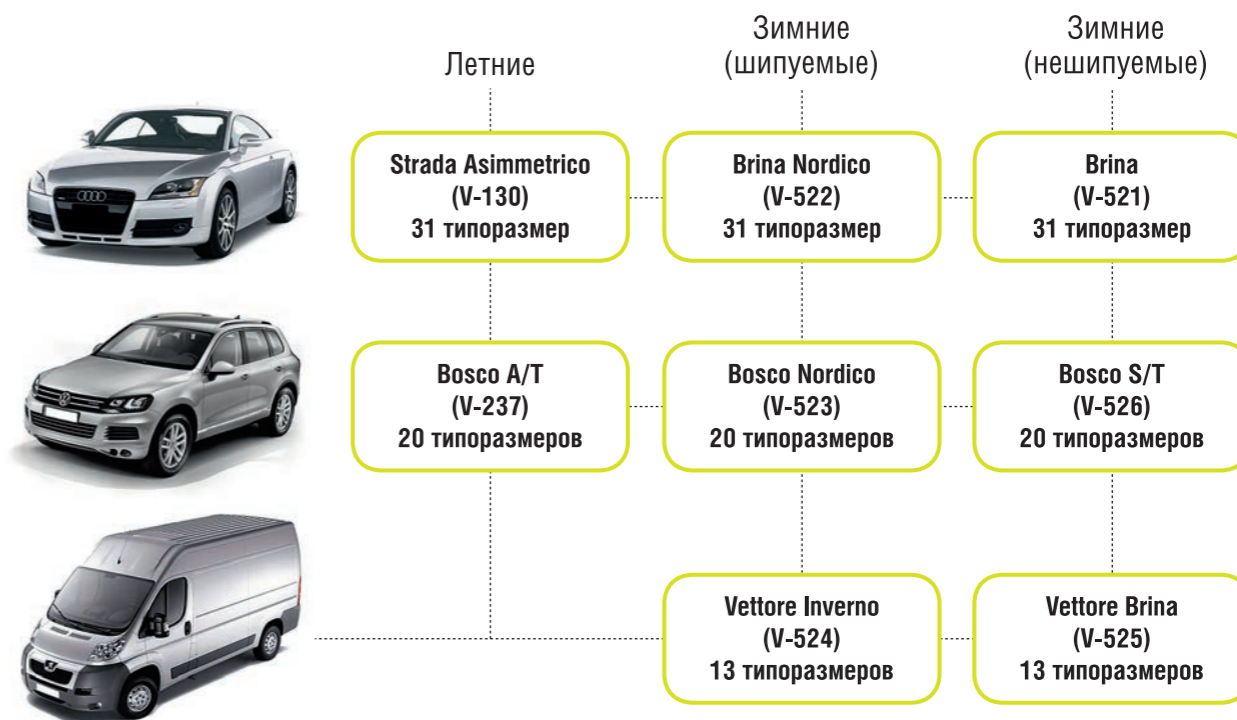 Летние
Зимние
(шипуемые)
Зимние
(нешипуемые)
Strada Asimmetrico
(V-130)
31 типоразмер
Brina Nordico
(V-522)
31 типоразмер
Brina
(V-521)
31 типоразмер
Bosco A/T
(V-237)
20 типоразмеров
Bosco Nordico
(V-523)
20 типоразмеров
Bosco S/T
(V-526)
20 типоразмеров
Vettore Inverno
(V-524)
13 типоразмеров
Vettore Brina
(V-525)
13 типоразмеров